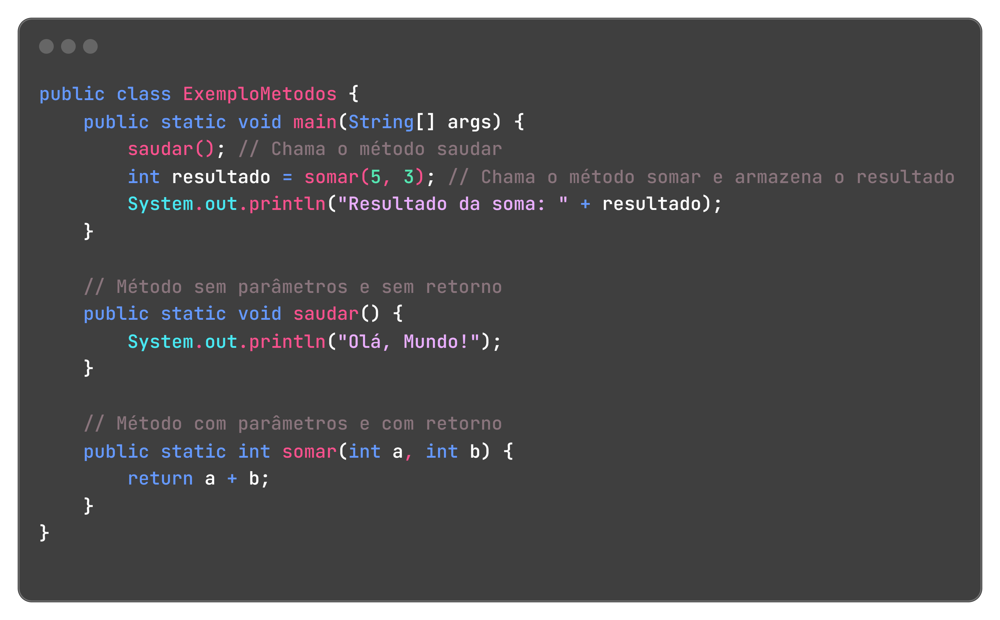 public class ExemploMetodos {
    public static void main(String[] args) {
        saudar(); // Chama o método saudar
        int resultado = somar(5, 3); // Chama o método somar e armazena o resultado
        System.out.println("Resultado da soma: " + resultado);
    }

    // Método sem parâmetros e sem retorno
    public static void saudar() {
        System.out.println("Olá, Mundo!");
    }

    // Método com parâmetros e com retorno
    public static int somar(int a, int b) {
        return a + b;
    }
}